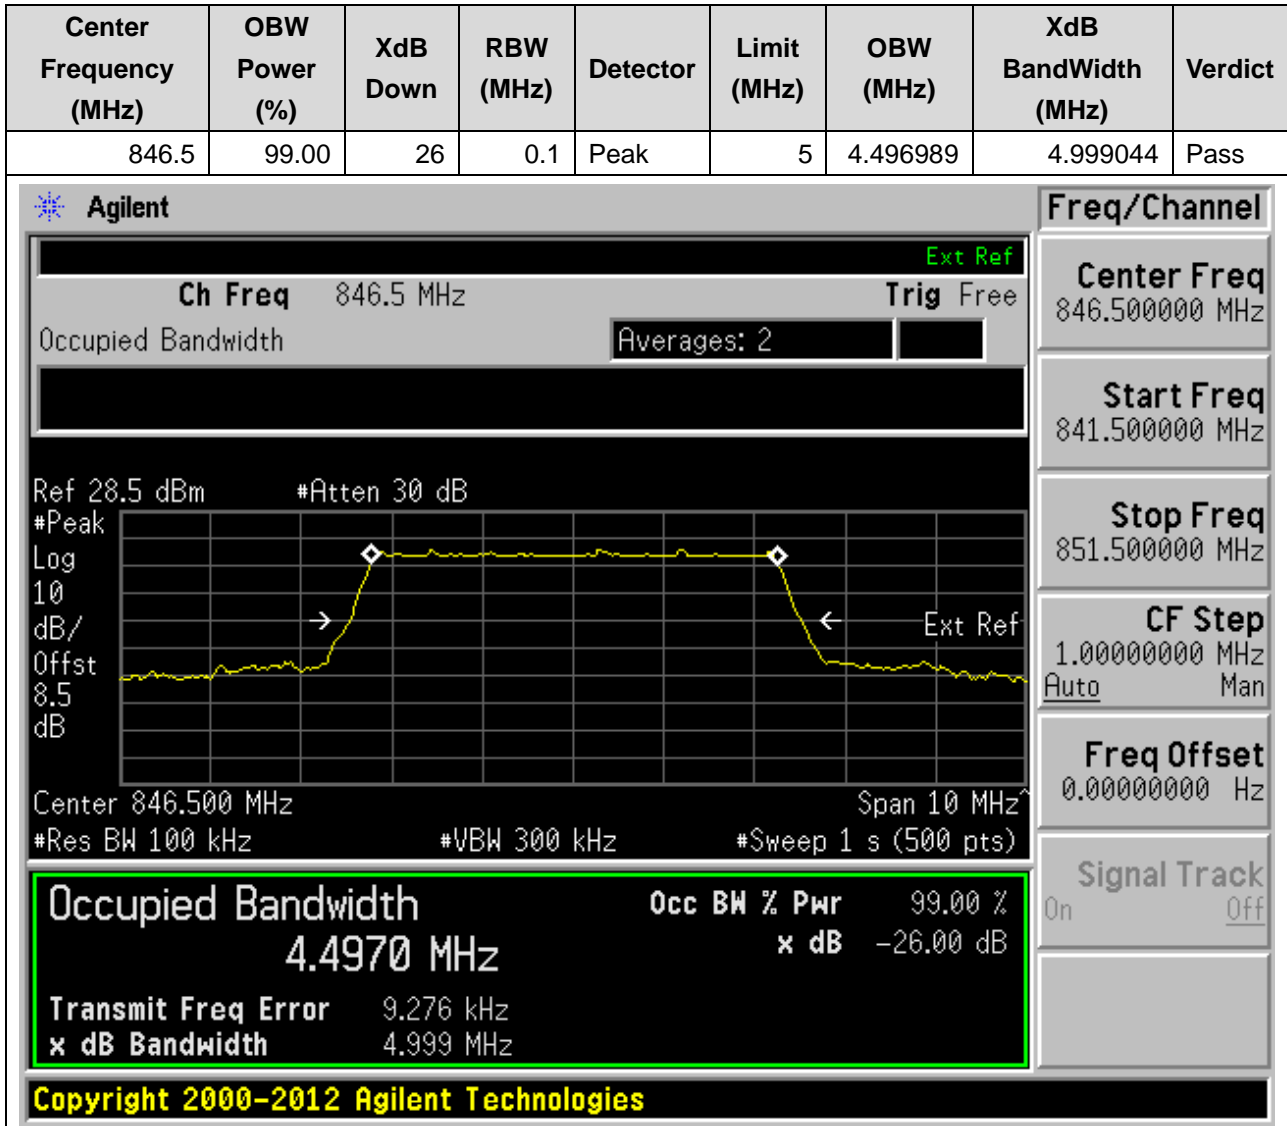 Center Frequency (MHz) OBW Power (%) XdB Down RBW (MHz) Detector Limit (MHz) OBW (MHz) XdB BandWidth (MHz) Verdict
846.5 99.00 26 0.1 Peak 5 4.496989 4.999044 Pass
Agilent
Freq/Channel
Ext Ref
Ch Freq 846.5 MHz Trig Free
Occupied Bandwidth Averages: 2
Center Freq
846.500000 MHz
Start Freq
841.500000 MHz
Stop Freq
851.500000 MHz
CF Step
1.00000000 MHz
Auto Man
Freq Offset
0.00000000 Hz
Signal Track
On Off
Ref 28.5 dBm #Atten 30 dB
#Peak
Log
10
dB/
Offst
8.5
dB
Ext Ref
Center 846.500 MHz Span 10 MHz^
#Res BW 100 kHz #VBW 300 kHz #Sweep 1 s (500 pts)
Occupied Bandwidth Occ BW % Pwr 99.00 %
4.4970 MHz x dB -26.00 dB
Transmit Freq Error 9.276 kHz
x dB Bandwidth 4.999 MHz
Copyright 2000-2012 Agilent Technologies